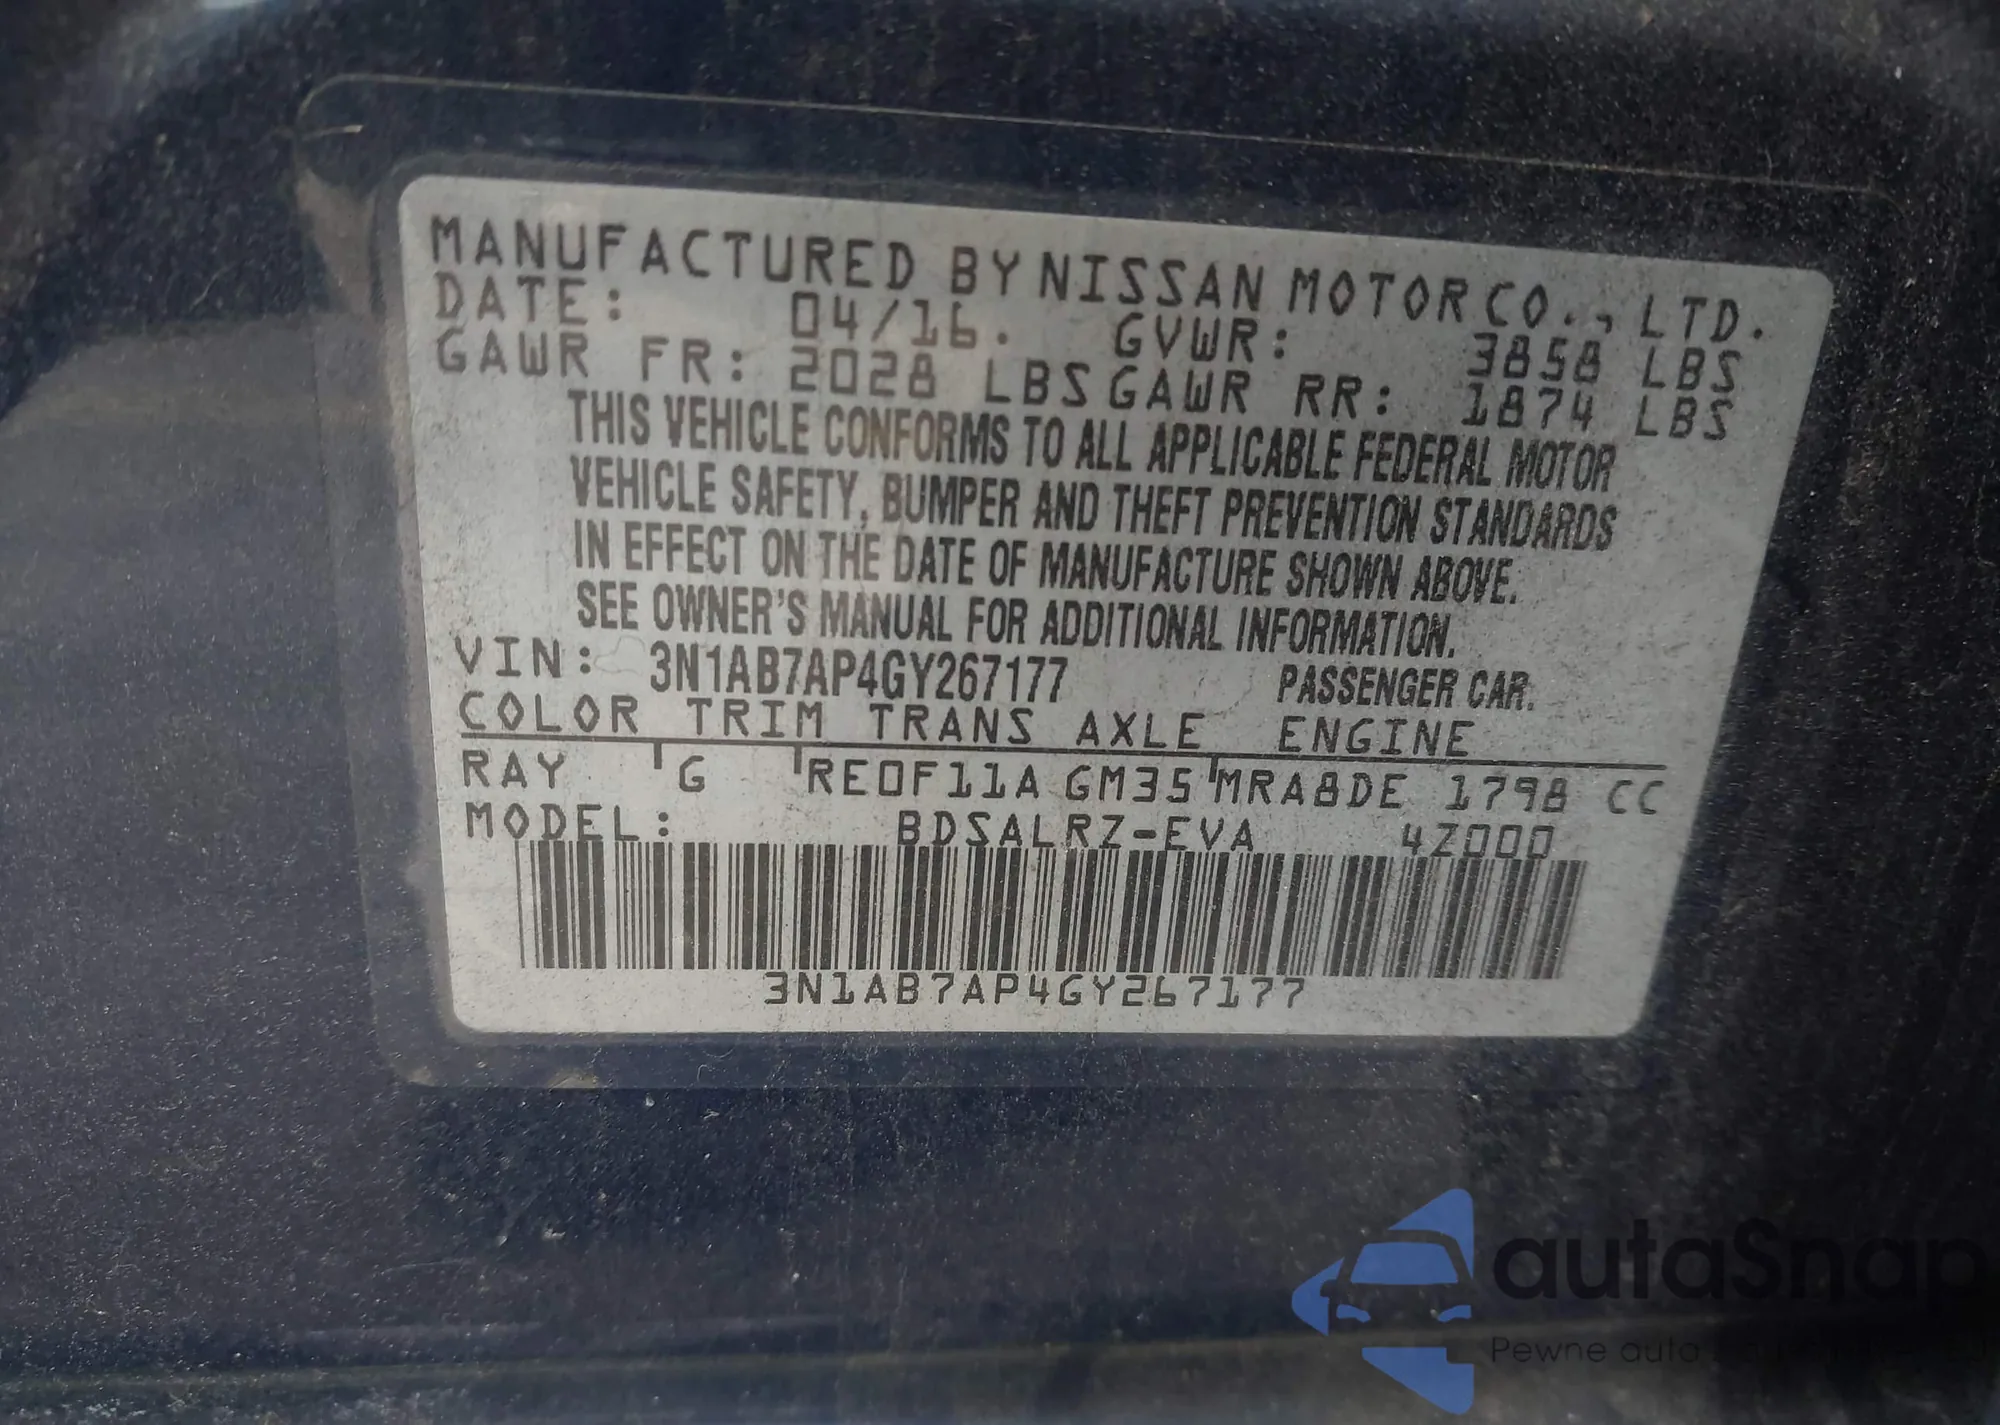 MANUFACTURED BY NISSAN MOTOR CO., LTD.
DATE: 04/16. GVWR: 3858 LBS
GAWR FR: 2028 LBS GAWR RR: 1874 LBS
THIS VEHICLE CONFORMS TO ALL APPLICABLE FEDERAL MOTOR
VEHICLE SAFETY, BUMPER AND THEFT PREVENTION STANDARDS
IN EFFECT ON THE DATE OF MANUFACTURE SHOWN ABOVE.
SEE OWNER'S MANUAL FOR ADDITIONAL INFORMATION.
VIN: 3N1AB7AP4GY267177 PASSENGER CAR.
COLOR TRIM TRANS AXLE ENGINE
RAY G RE0F11A GM35 MRA8DE 1798 CC
MODEL: BDSALRZ-EVA 4Z000
3N1AB7AP4GY267177
autaSnap
Pewne auta